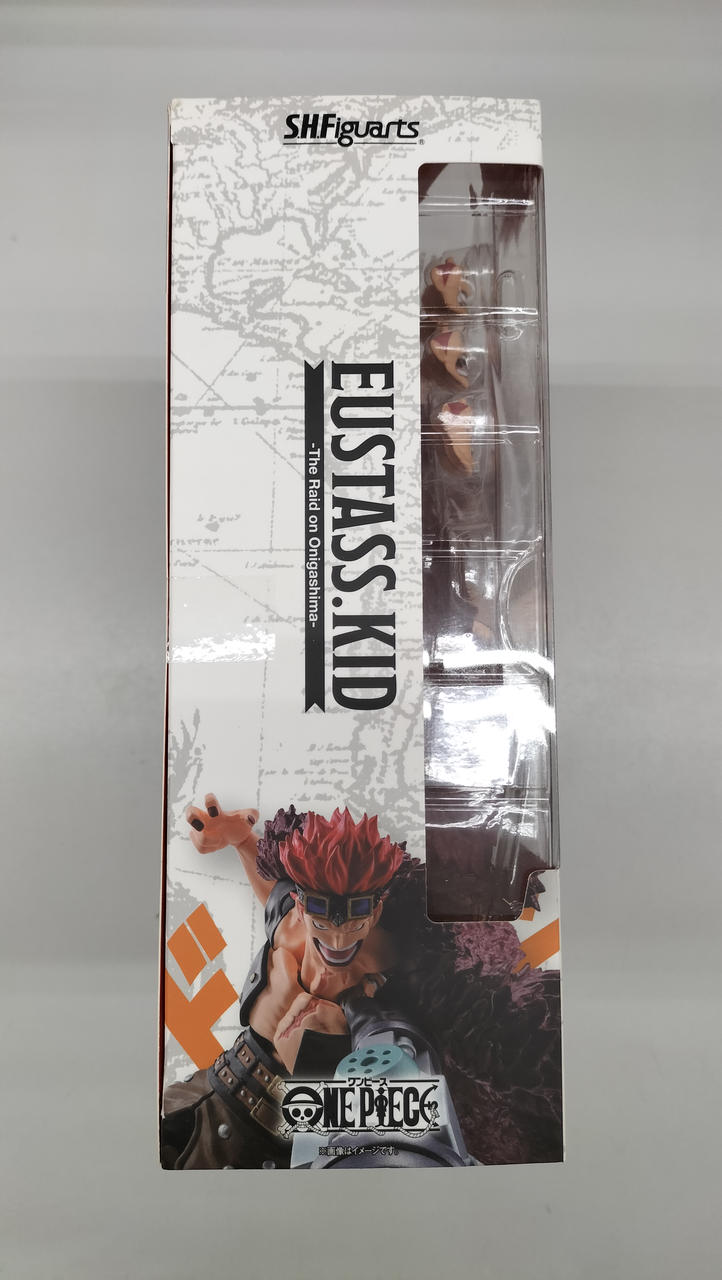 S.H.Figuarts®
EUSTASS.KID
-The Raid on Onigashima-
ド
ワンピース
ONE PIECE
※画像はイメージです。